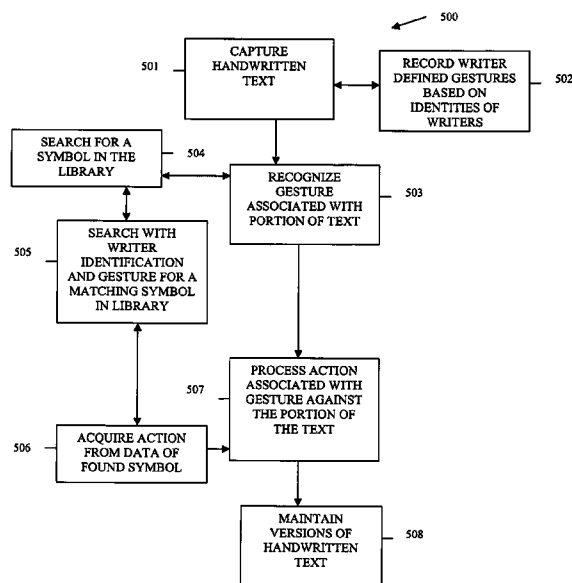 500
501
CAPTURE
HANDWRITTEN
TEXT
RECORD WRITER
DEFINED GESTURES
BASED ON
IDENTITIES OF
WRITERS
502
SEARCH FOR A
SYMBOL IN THE
LIBRARY
504
RECOGNIZE
GESTURE
ASSOCIATED WITH
PORTION OF TEXT
503
505
SEARCH WITH
WRITER
IDENTIFICATION
AND GESTURE FOR A
MATCHING SYMBOL
IN LIBRARY
507
PROCESS ACTION
ASSOCIATED WITH
GESTURE AGAINST
THE PORTION OF
THE TEXT
506
ACQUIRE ACTION
FROM DATA OF
FOUND SYMBOL
MAINTAIN
VERSIONS OF
HANDWRITTEN
TEXT
508